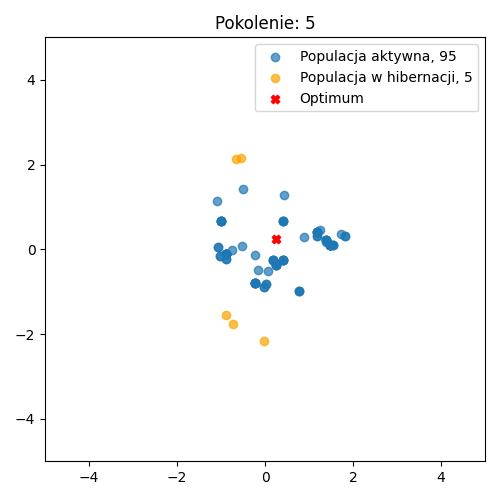 Pokolenie: 5
Populacja aktywna, 95
Populacja w hibernacji, 5
Optimum
4
2
0
−2
−4
−4 −2 0 2 4